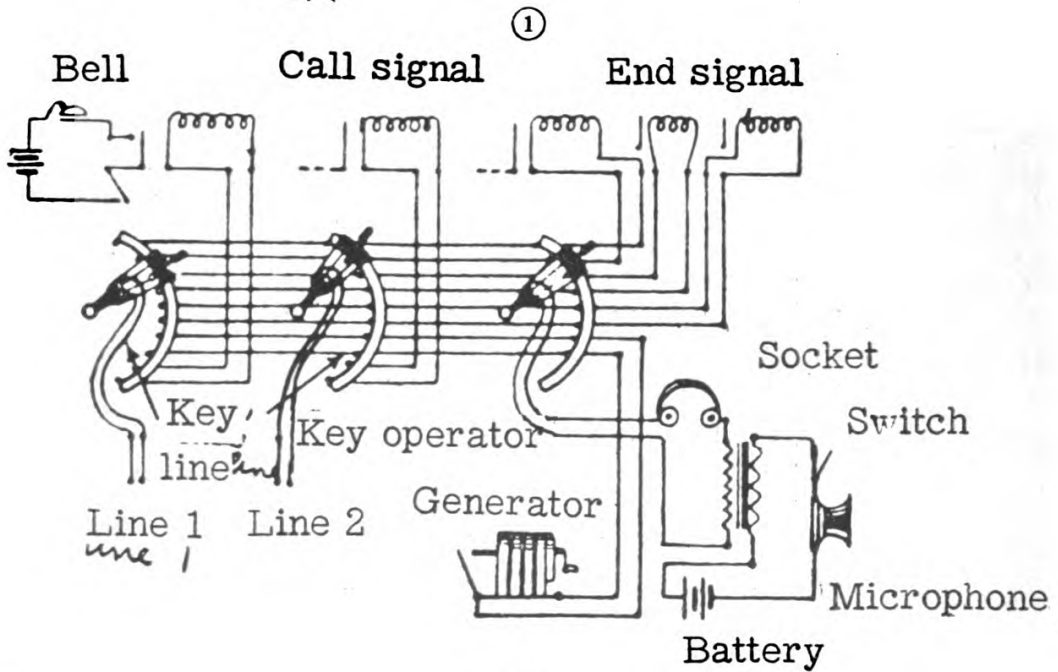 1
Bell
Call signal
End signal
Socket
Switch
Key
line
Key operator
Line 1
line 1
Line 2
Generator
Microphone
Battery